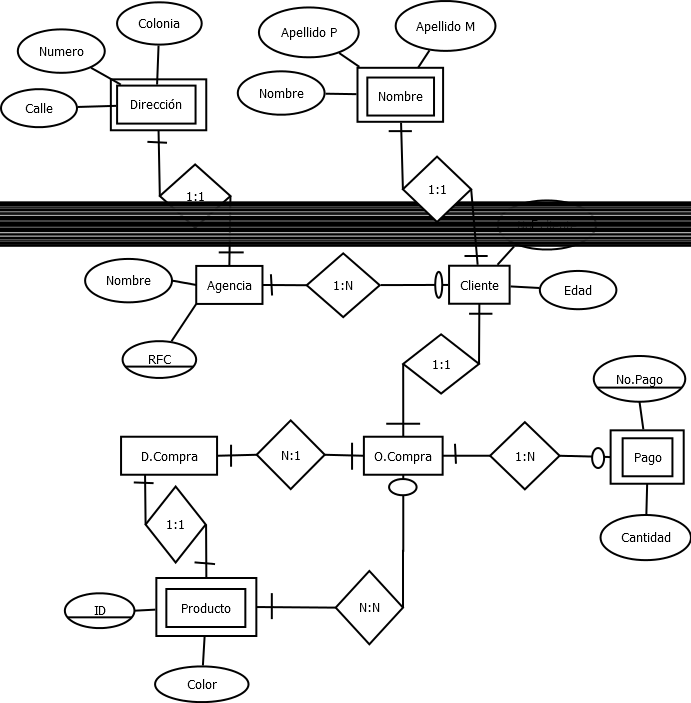 Colonia
Apellido M
Apellido P
Numero
Nombre
Nombre
Dirección
Calle
1:1
1:1
Nombre
Agencia
1:N
Cliente
Edad
RFC
1:1
No.Pago
D.Compra
N:1
O.Compra
1:N
Pago
1:1
Cantidad
ID
Producto
N:N
Color